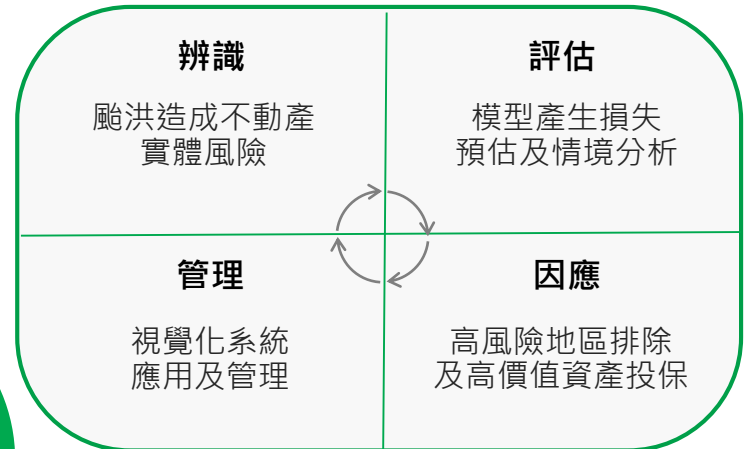 辨識
颱洪造成不動產
實體風險
評估
模型產生損失
預估及情境分析
管理
視覺化系統
應用及管理
因應
高風險地區排除
及高價值資產投保